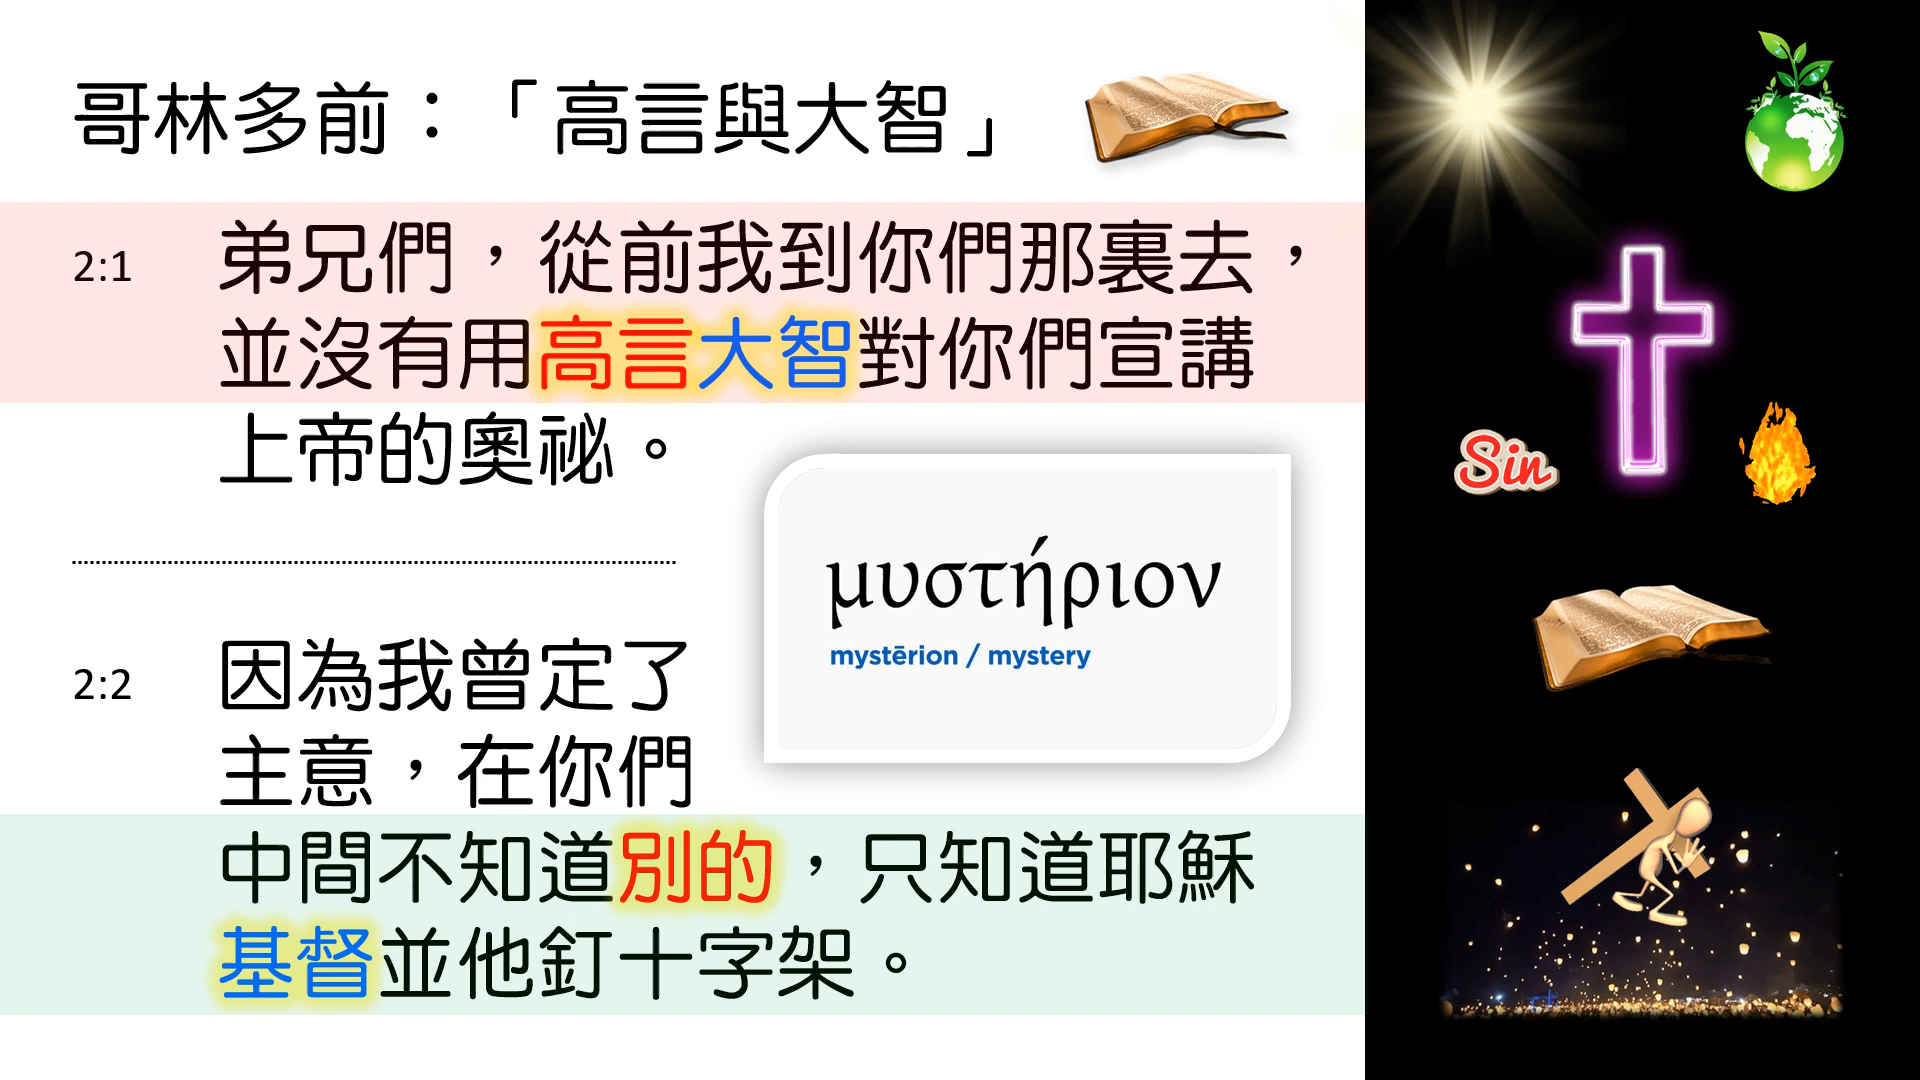 哥林多前：「高言與大智」
2:1 弟兄們，從前我到你們那裏去，
並沒有用高言大智對你們宣講
上帝的奧祕。
μυστήριον
mystērion / mystery
2:2 因為我曾定了
主意，在你們
中間不知道別的，只知道耶穌
基督並他釘十字架。
Sin